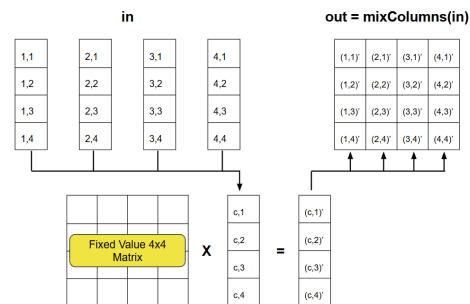 in
out = mixColumns(in)
1,1 2,1 3,1 4,1
1,2 2,2 3,2 4,2
1,3 2,3 3,3 4,3
1,4 2,4 3,4 4,4
(1,1)' (2,1)' (3,1)' (4,1)'
(1,2)' (2,2)' (3,2)' (4,2)'
(1,3)' (2,3)' (3,3)' (4,3)'
(1,4)' (2,4)' (3,4)' (4,4)'
Fixed Value 4x4
Matrix
X
c,1
c,2
c,3
c,4
=
(c,1)'
(c,2)'
(c,3)'
(c,4)'